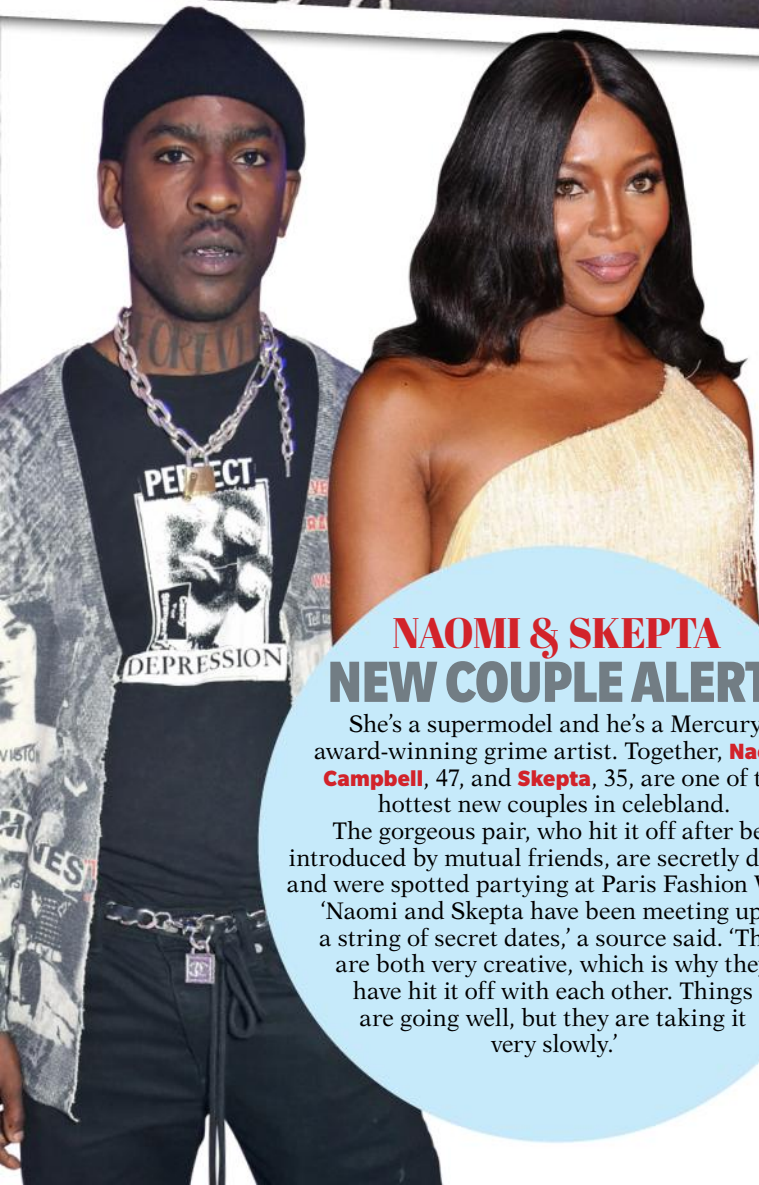 FOREVE
PERFECT
DEPRESSION
VISION
NAOMI & SKEPTA
NEW COUPLE ALERT
She’s a supermodel and he’s a Mercury
award-winning grime artist. Together,
Campbell, 47, and Skepta, 35, are one of
hottest new couples in celebland.
The gorgeous pair, who hit it off after
introduced by mutual friends, are secretly
and were spotted partying at Paris Fashion
‘Naomi and Skepta have been meeting up
a string of secret dates,’ a source said.
are both very creative, which is why
have hit it off with each other. Things
are going well, but they are taking it
very slowly.’